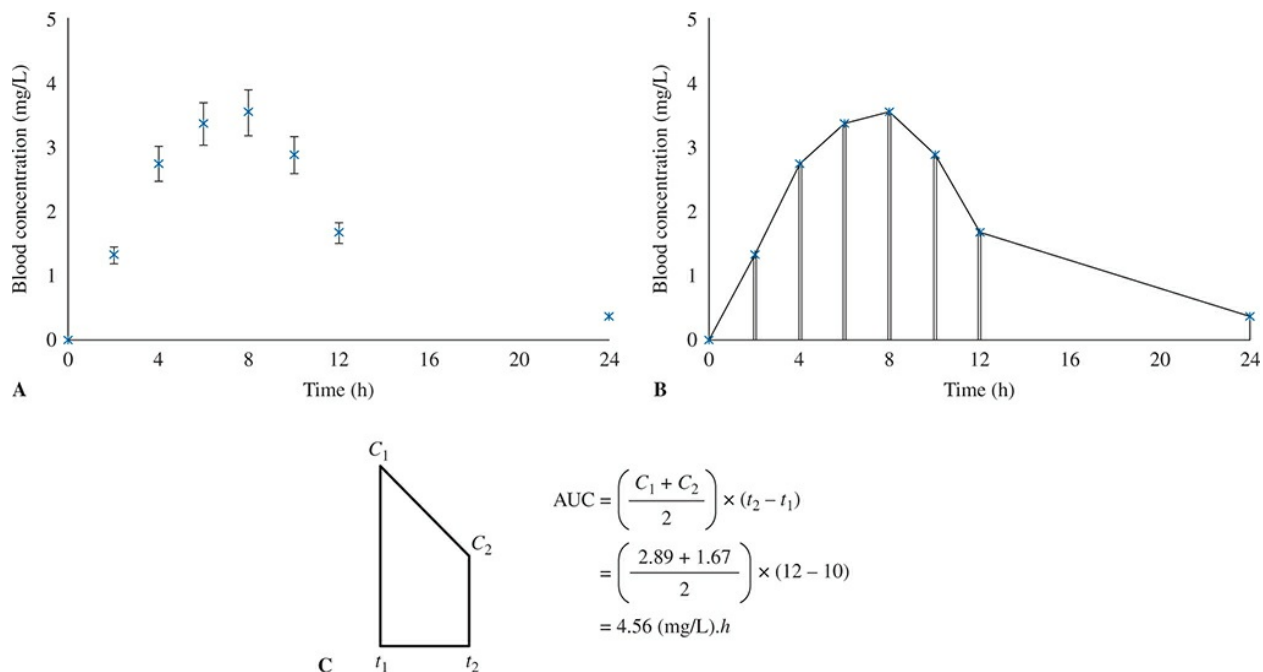 5
4
3
2
1
0
Blood concentration (mg/L)
0
4
8
12
16
20
24
Time (h)
A
5
4
3
2
1
0
Blood concentration (mg/L)
0
4
8
12
16
20
24
Time (h)
B
C1
C2
t1
t2
C
AUC = ( C1 + C2 / 2 ) × (t2 – t1)
= ( 2.89 + 1.67 / 2 ) × (12 – 10)
= 4.56 (mg/L).h